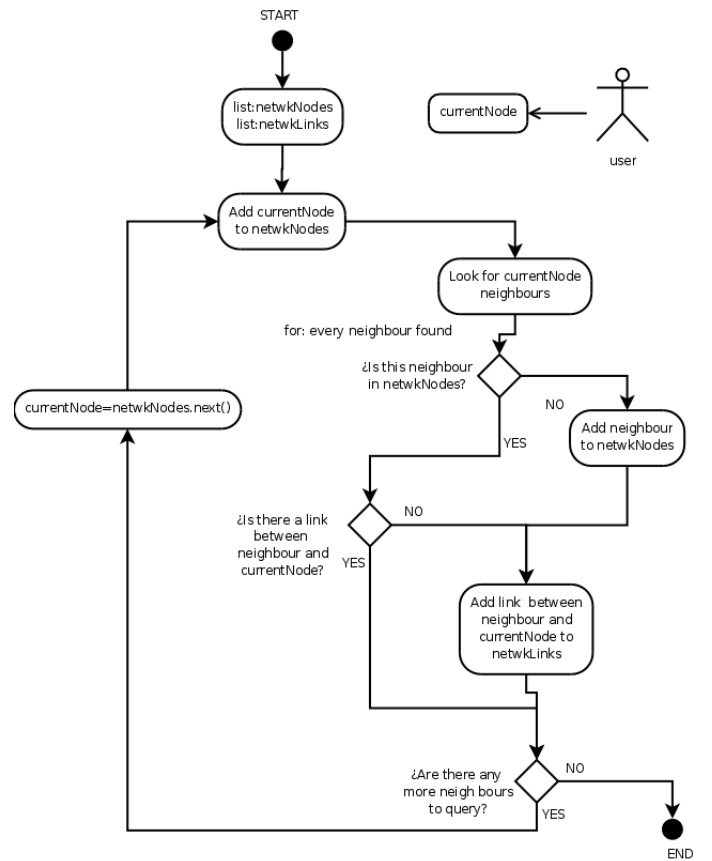 START
list:netwkNodes
list:netwkLinks
currentNode
user
Add currentNode
to netwkNodes
Look for currentNode
neighbours
for: every neighbour found
¿Is this neighbour
in netwkNodes?
NO
YES
Add neighbour
to netwkNodes
currentNode=netwkNodes.next()
¿Is there a link
between
neighbour and
currentNode?
NO
YES
Add link between
neighbour and
currentNode to
netwkLinks
¿Are there any
more neigh bours
to query?
NO
YES
END